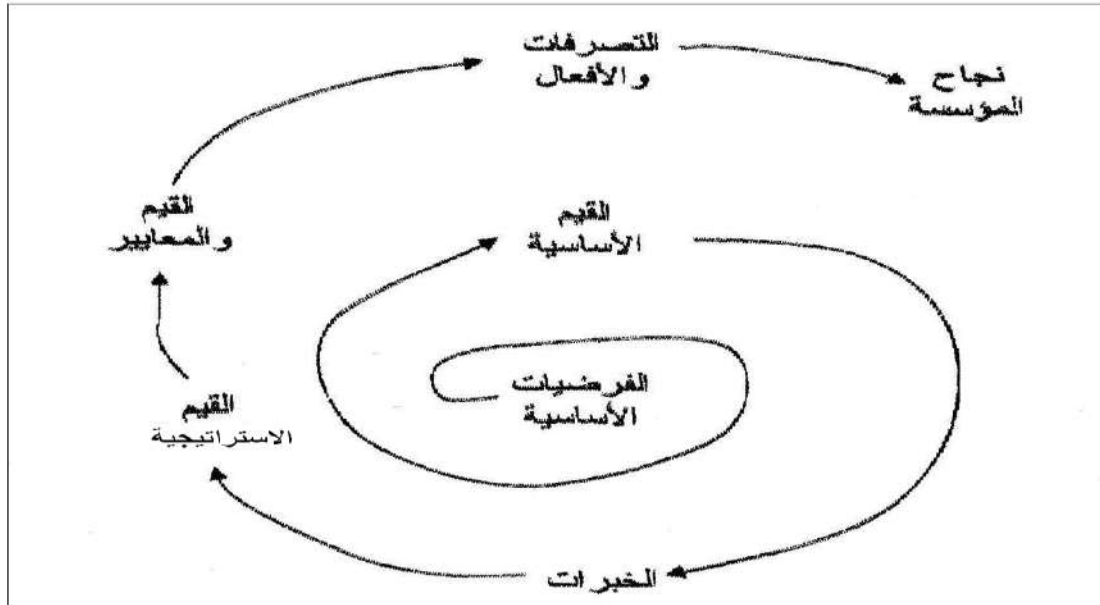 التصرفات
والأفعال
نجاح
المؤسسة
القيم
والمعايير
القيم
الأساسية
الفرضيات
الأساسية
القيم
الاستراتيجية
الخبرات